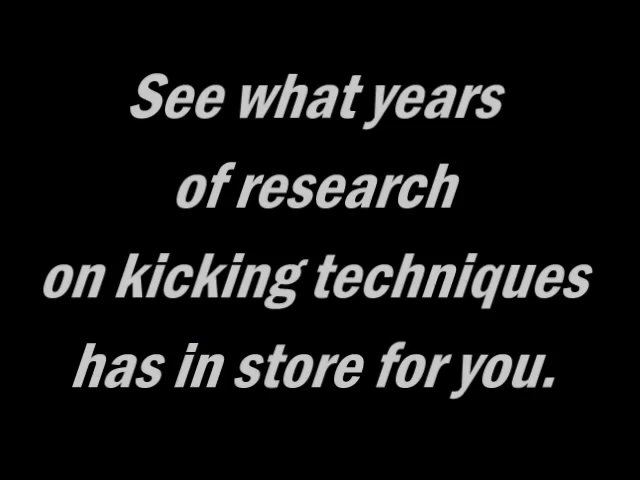 See what years
of research
on kicking techniques
has in store for you.